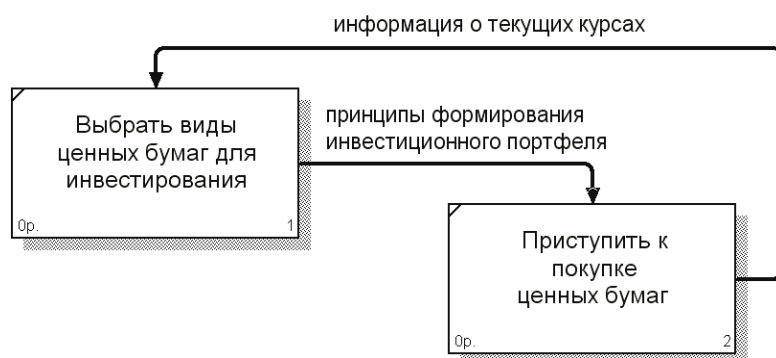 информация о текущих курсах
Выбрать виды
ценных бумаг для
инвестирования
0р.
1
принципы формирования
инвестиционного портфеля
Приступить к
покупке
ценных бумаг
0р.
2